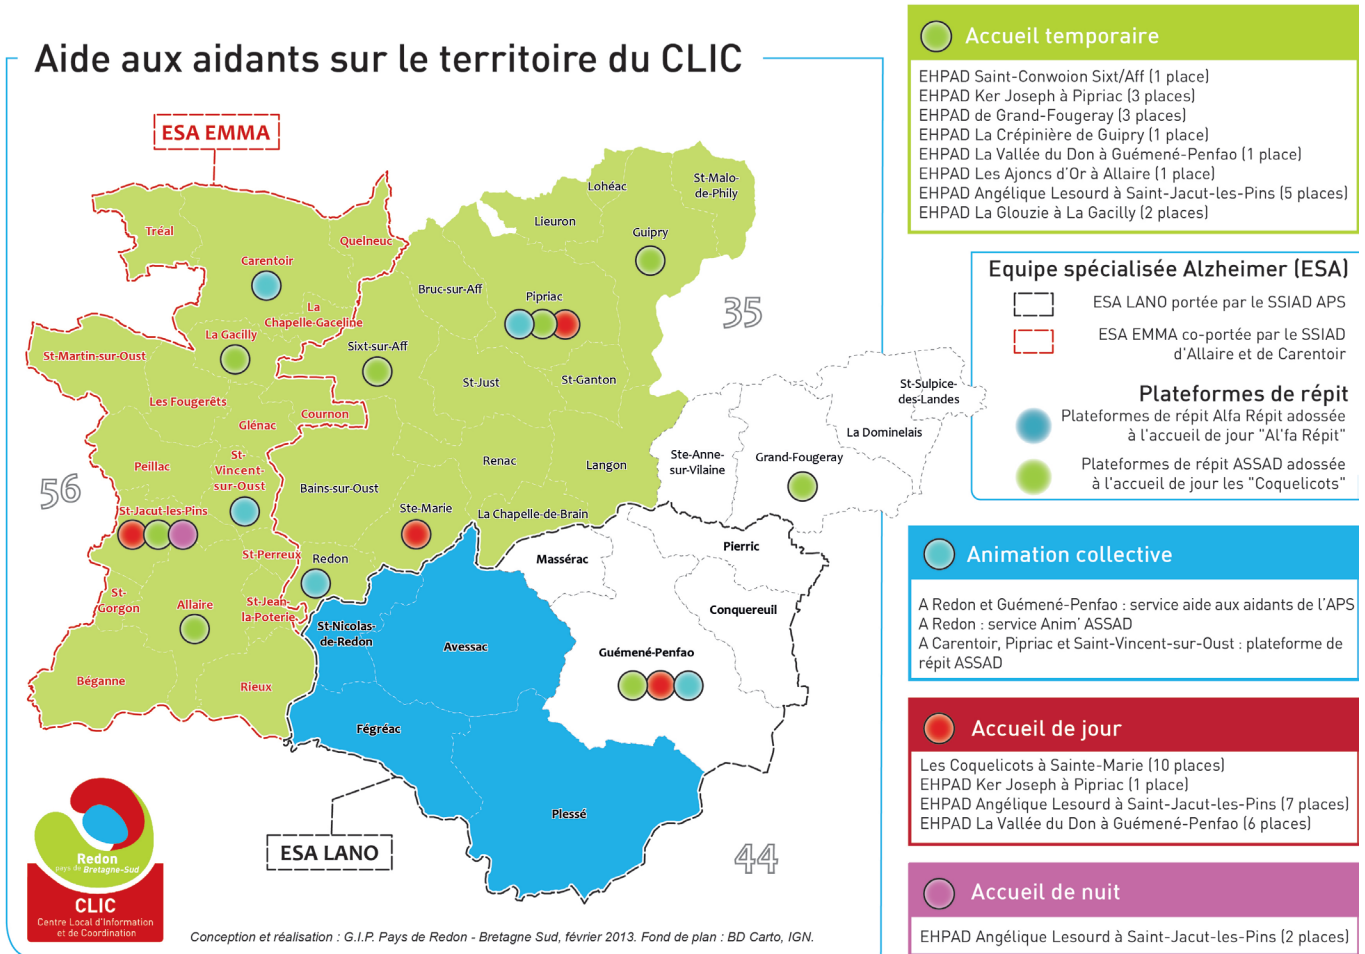 Aide aux aidants sur le territoire du CLIC
ESA EMMA
Tréal
Quelneuc
Carentoir
La
Chapelle-Gaceline
La Gacilly
St-Martin-sur-Oust
Les Fougerêts
Glénac
Cournon
Peillac
St-
Vincent-
sur-Oust
56
St-Jacut-les-Pins
St-Perreux
St-
Gorgon
Allaire
St-Jean-
la-Poterie
Béganne
Rieux
Lohéac
St-Malo-
de-Phily
Lieuron
Guipry
Bruc-sur-Aff
Pipriac
35
Sixt-sur-Aff
St-Just
St-Ganton
Renac
Langon
Bains-sur-Oust
Ste-Marie
La Chapelle-de-Brain
Redon
St-Sulpice-
des-Landes
La Dominelais
Ste-Anne-
sur-Vilaine
Grand-Fougeray
Massérac
Pierric
Conquereuil
St-Nicolas-
de-Redon
Avessac
Guémené-Penfao
Fégréac
Plessé
44
ESA LANO
Redon
pays de Bretagne-Sud
CLIC
Centre Local d'Information
et de Coordination
Conception et réalisation : G.I.P. Pays de Redon - Bretagne Sud, février 2013. Fond de plan : BD Carto, IGN.
Accueil temporaire
EHPAD Saint-Conwoion Sixt/Aff (1 place)
EHPAD Ker Joseph à Pipriac (3 places)
EHPAD de Grand-Fougeray (3 places)
EHPAD La Crépinière de Guipry (1 place)
EHPAD La Vallée du Don à Guémené-Penfao (1 place)
EHPAD Les Ajoncs d'Or à Allaire (1 place)
EHPAD Angélique Lesourd à Saint-Jacut-les-Pins (5 places)
EHPAD La Glouzie à La Gacilly (2 places)
Equipe spécialisée Alzheimer (ESA)
ESA LANO portée par le SSIAD APS
ESA EMMA co-portée par le SSIAD
d'Allaire et de Carentoir
Plateformes de répit
Plateformes de répit Alfa Répit adossée
à l'accueil de jour "Al'fa Répit"
Plateformes de répit ASSAD adossée
à l'accueil de jour les "Coquelicots"
Animation collective
A Redon et Guémené-Penfao : service aide aux aidants de l'APS
A Redon : service Anim' ASSAD
A Carentoir, Pipriac et Saint-Vincent-sur-Oust : plateforme de
répit ASSAD
Accueil de jour
Les Coquelicots à Sainte-Marie (10 places)
EHPAD Ker Joseph à Pipriac (1 place)
EHPAD Angélique Lesourd à Saint-Jacut-les-Pins (7 places)
EHPAD La Vallée du Don à Guémené-Penfao (6 places)
Accueil de nuit
EHPAD Angélique Lesourd à Saint-Jacut-les-Pins (2 places)